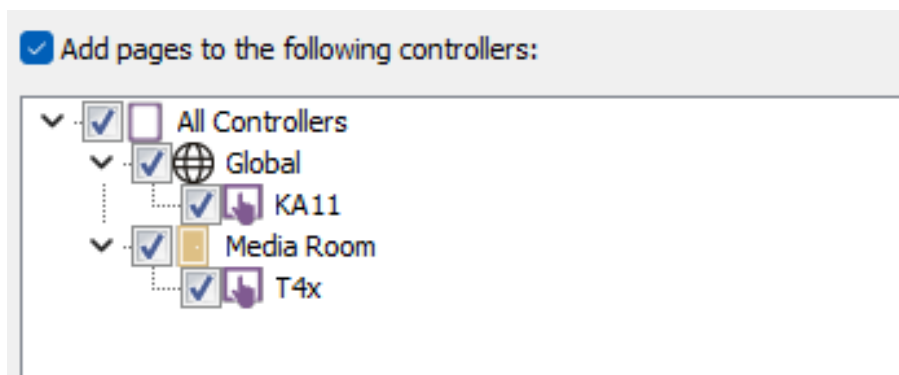 Add pages to the following controllers:
All Controllers
Global
KA11
Media Room
T4x